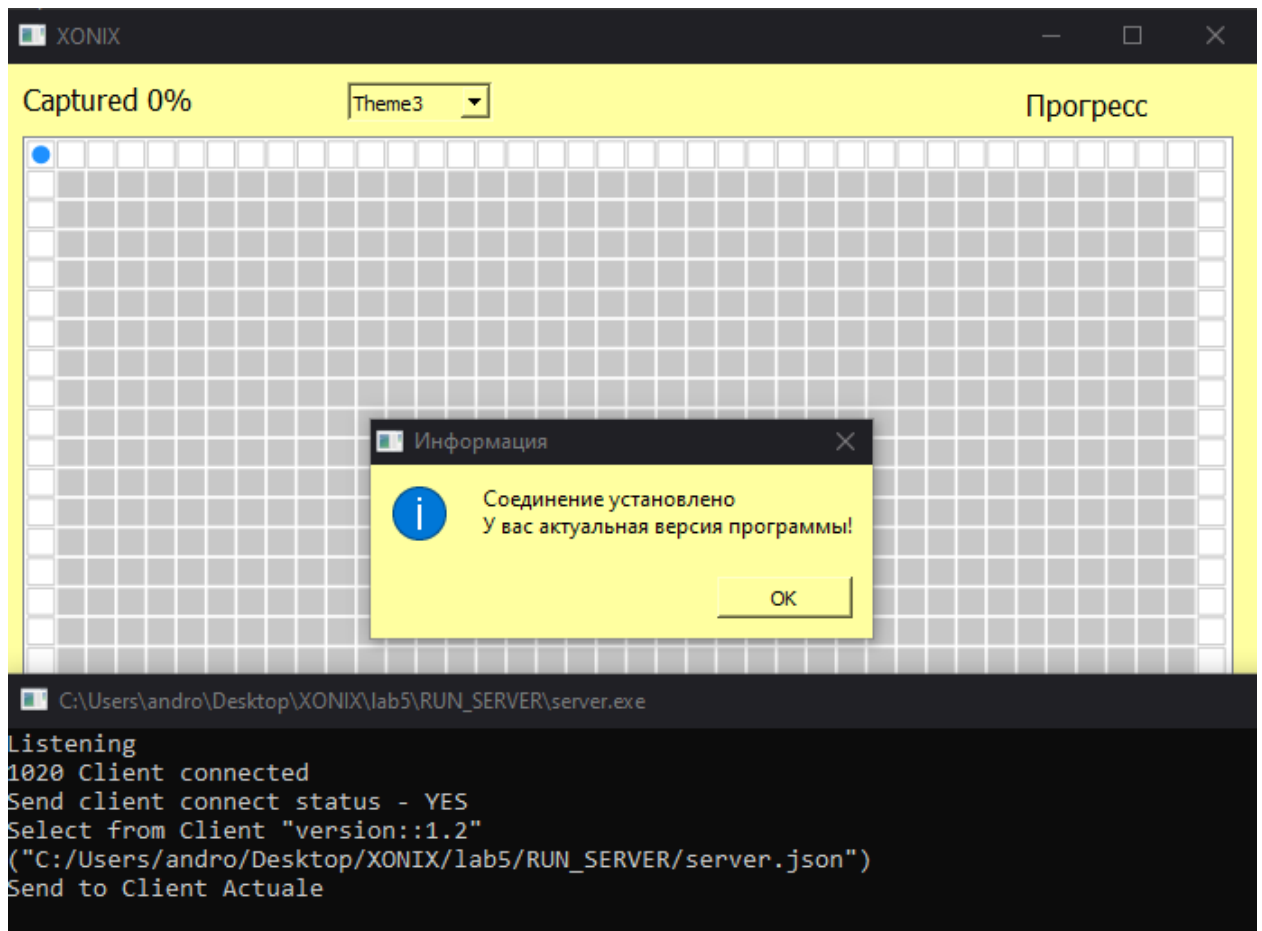 XONIX
Captured 0%
Theme3
Прогресс
Информация
Соединение установлено
У вас актуальная версия программы!
OK
C:\Users\andro\Desktop\XONIX\lab5\RUN_SERVER\server.exe
Listening
1020 Client connected
Send client connect status - YES
Select from Client "version::1.2"
("C:/Users/andro/Desktop/XONIX/lab5/RUN_SERVER/server.json")
Send to Client Actuale